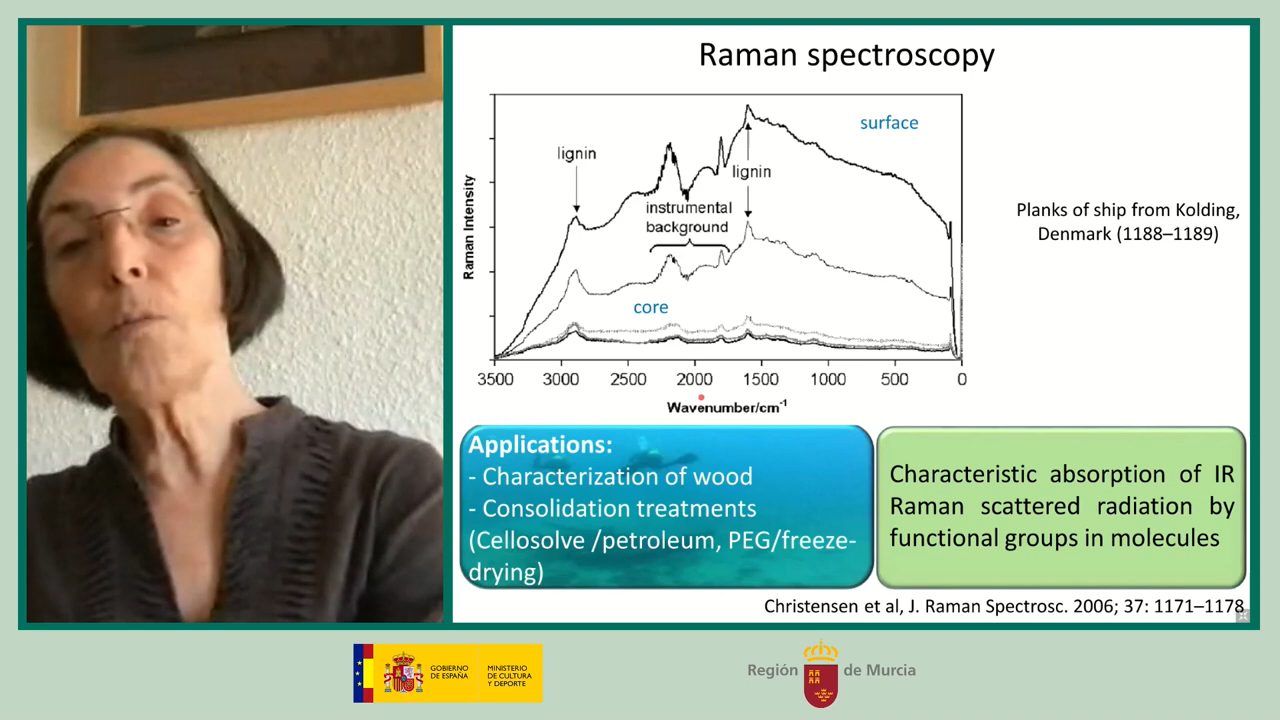 Raman spectroscopy
surface
lignin
lignin
instrumental
background
core
Raman Intensity
3500 3000 2500 2000 1500 1000 500 0
Wavenumber/cm-1
Planks of ship from Kolding,
Denmark (1188–1189)
Applications:
- Characterization of wood
- Consolidation treatments
(Cellosolve /petroleum, PEG/freeze-
drying)
Characteristic absorption of IR
Raman scattered radiation by
functional groups in molecules
Christensen et al, J. Raman Spectrosc. 2006; 37: 1171–1178
GOBIERNO
DE ESPAÑA
MINISTERIO
DE CULTURA
Y DEPORTE
Región de Murcia